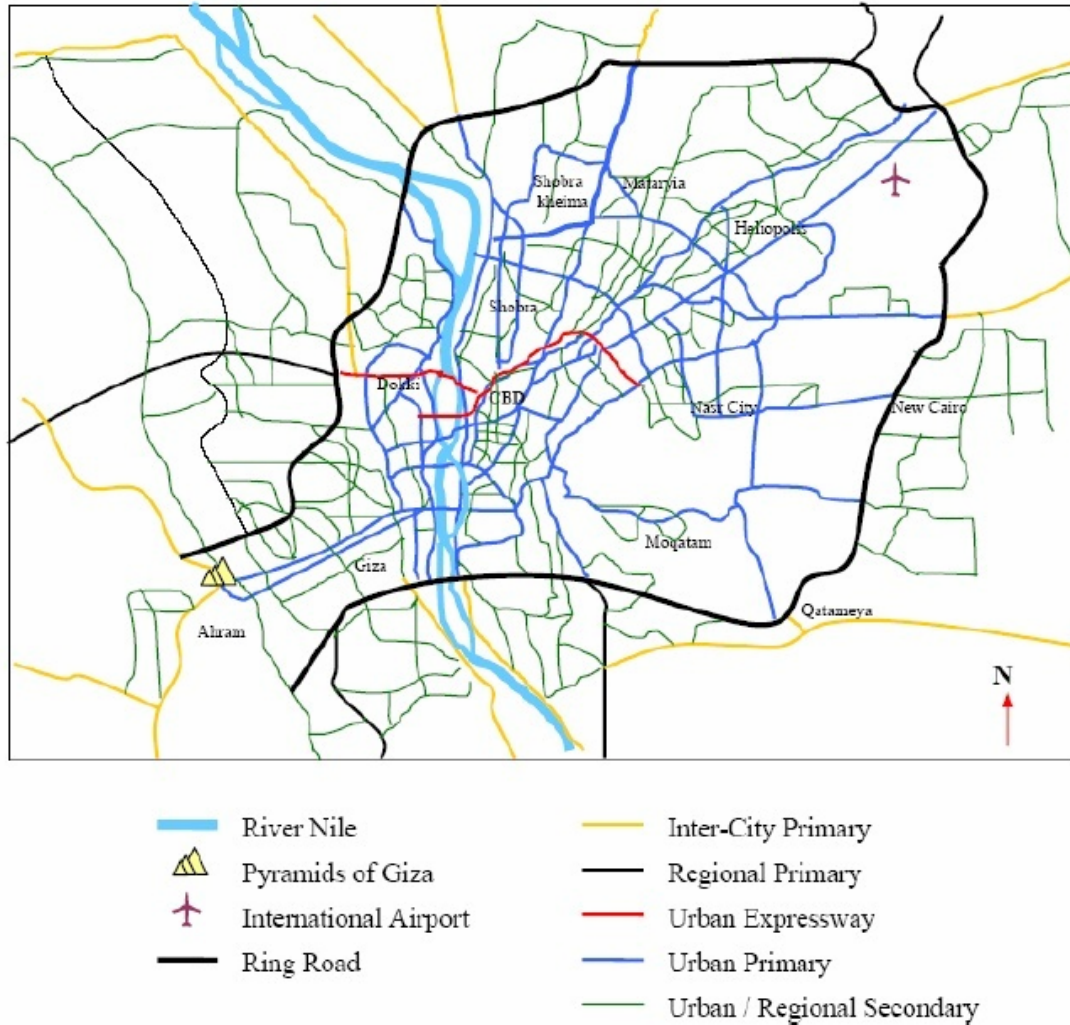 Shobra
kheima
Mataryia
Heliopolis
Shobra
Dokki
CBD
Nasr City
New Cairo
Moqatam
Giza
Qatameya
Ahram
N
River Nile
Pyramids of Giza
International Airport
Ring Road
Inter-City Primary
Regional Primary
Urban Expressway
Urban Primary
Urban / Regional Secondary